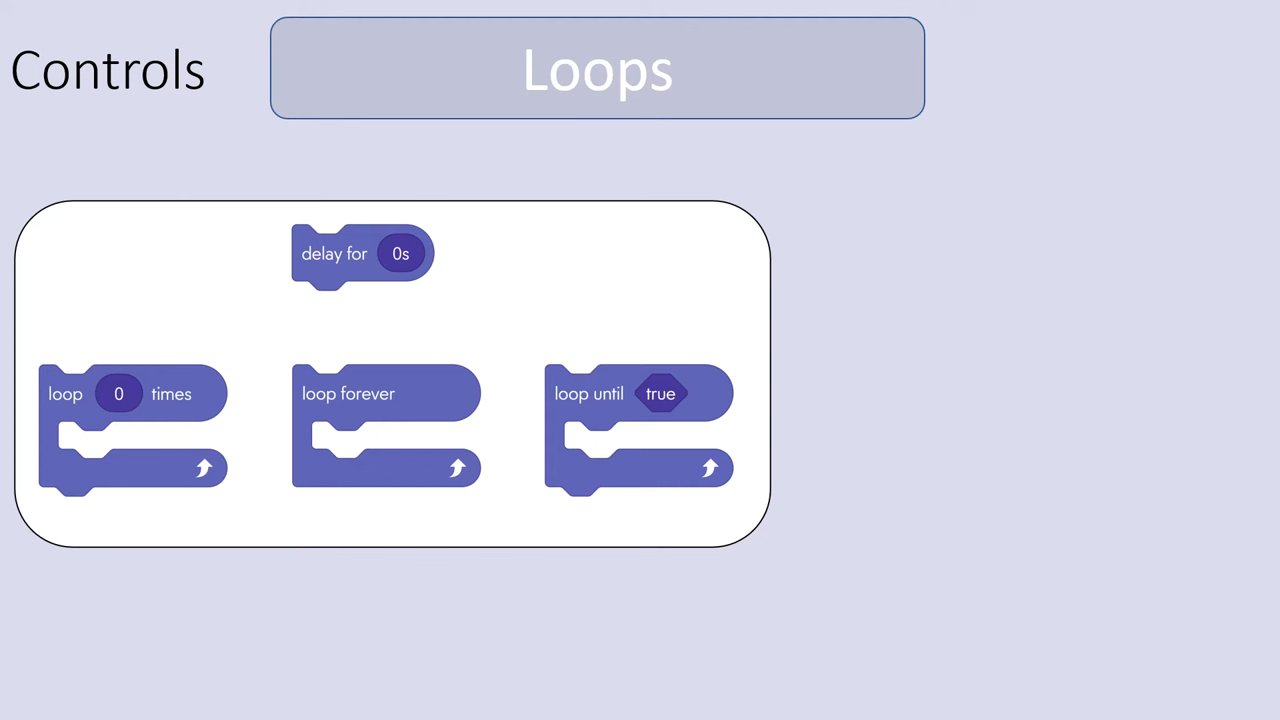 Controls
Loops
delay for 0s
loop 0 times
loop forever
loop until true